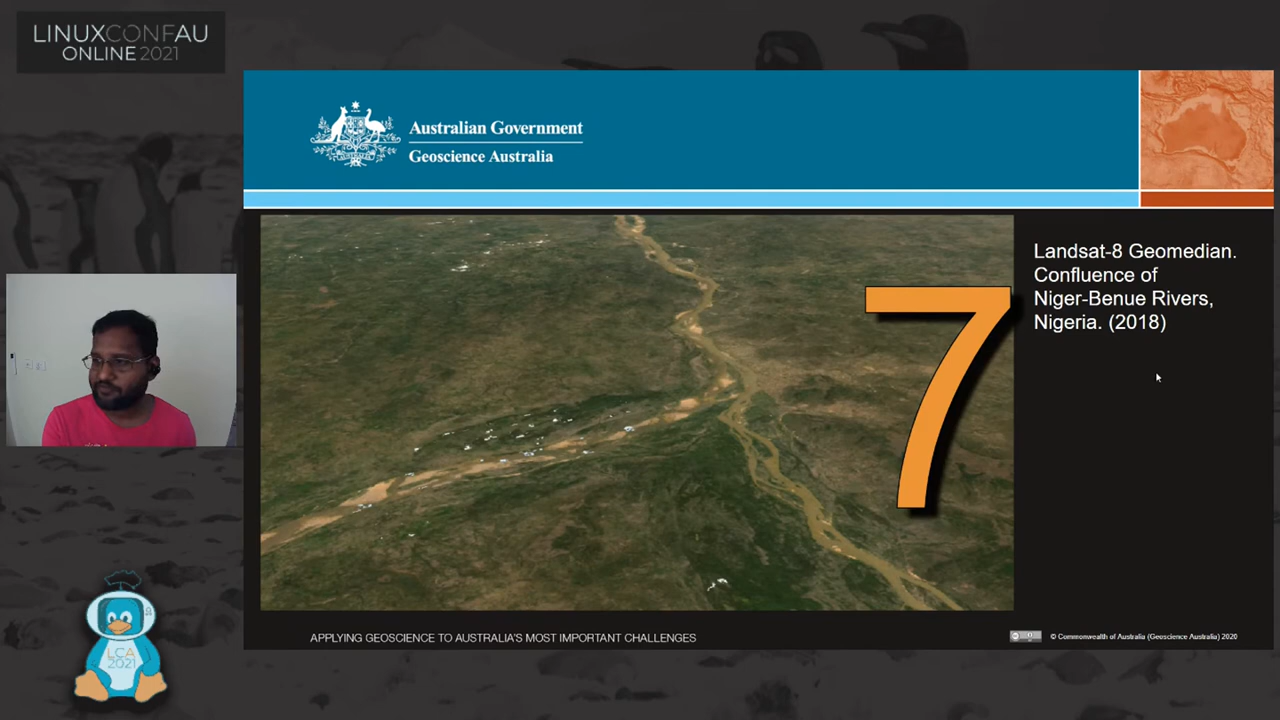 LINUXCONFAU
ONLINE 2021
Australian Government
Geoscience Australia
Landsat-8 Geomedian.
Confluence of
Niger-Benue Rivers,
Nigeria. (2018)
7
LCA
2021
APPLYING GEOSCIENCE TO AUSTRALIA'S MOST IMPORTANT CHALLENGES
© Commonwealth of Australia (Geoscience Australia) 2020